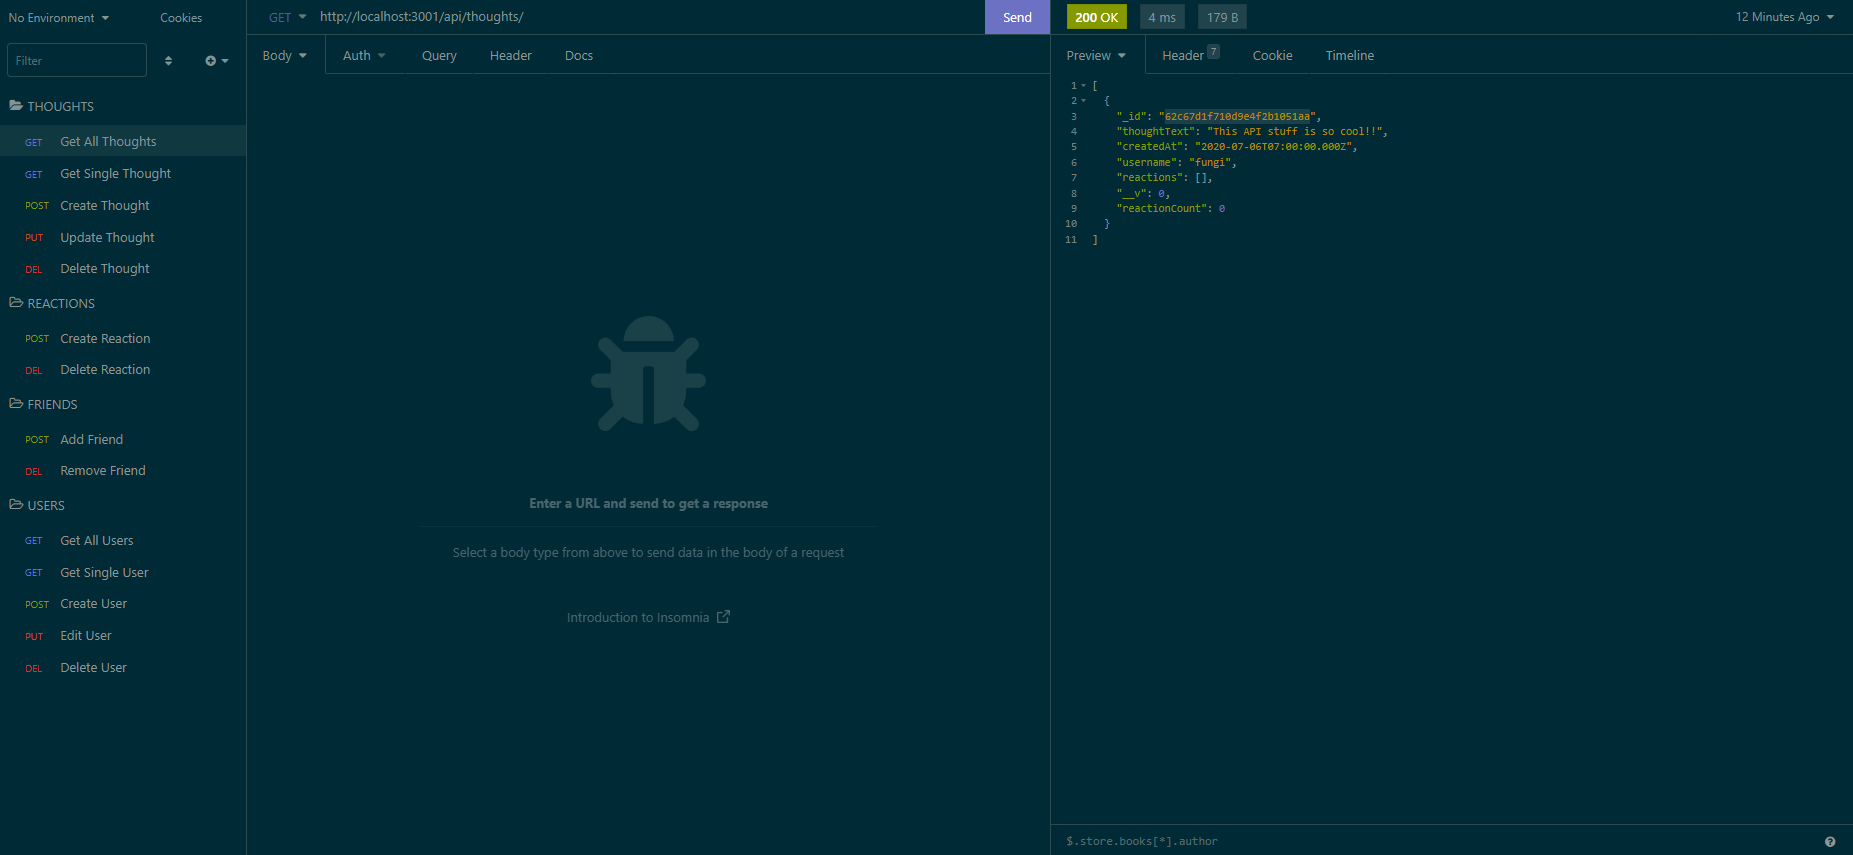 No Environment
Cookies
Filter
THOUGHTS
GET Get All Thoughts
GET Get Single Thought
POST Create Thought
PUT Update Thought
DEL Delete Thought
REACTIONS
POST Create Reaction
DEL Delete Reaction
FRIENDS
POST Add Friend
DEL Remove Friend
USERS
GET Get All Users
GET Get Single User
POST Create User
PUT Edit User
DEL Delete User
GET http://localhost:3001/api/thoughts/ Send
Body Auth Query Header Docs
Enter a URL and send to get a response
Select a body type from above to send data in the body of a request
Introduction to Insomnia
200 OK 4 ms 179 B 12 Minutes Ago
Preview Header 7 Cookie Timeline
1 [
2 {
3 "_id": "62c67d1f710d9e4f2b1051aa",
4 "thoughtText": "This API stuff is so cool!!",
5 "createdAt": "2020-07-06T07:00:00.000Z",
6 "username": "fungi",
7 "reactions": [],
8 "__v": 0,
9 "reactionCount": 0
10 }
11 ]
$.store.books[*].author